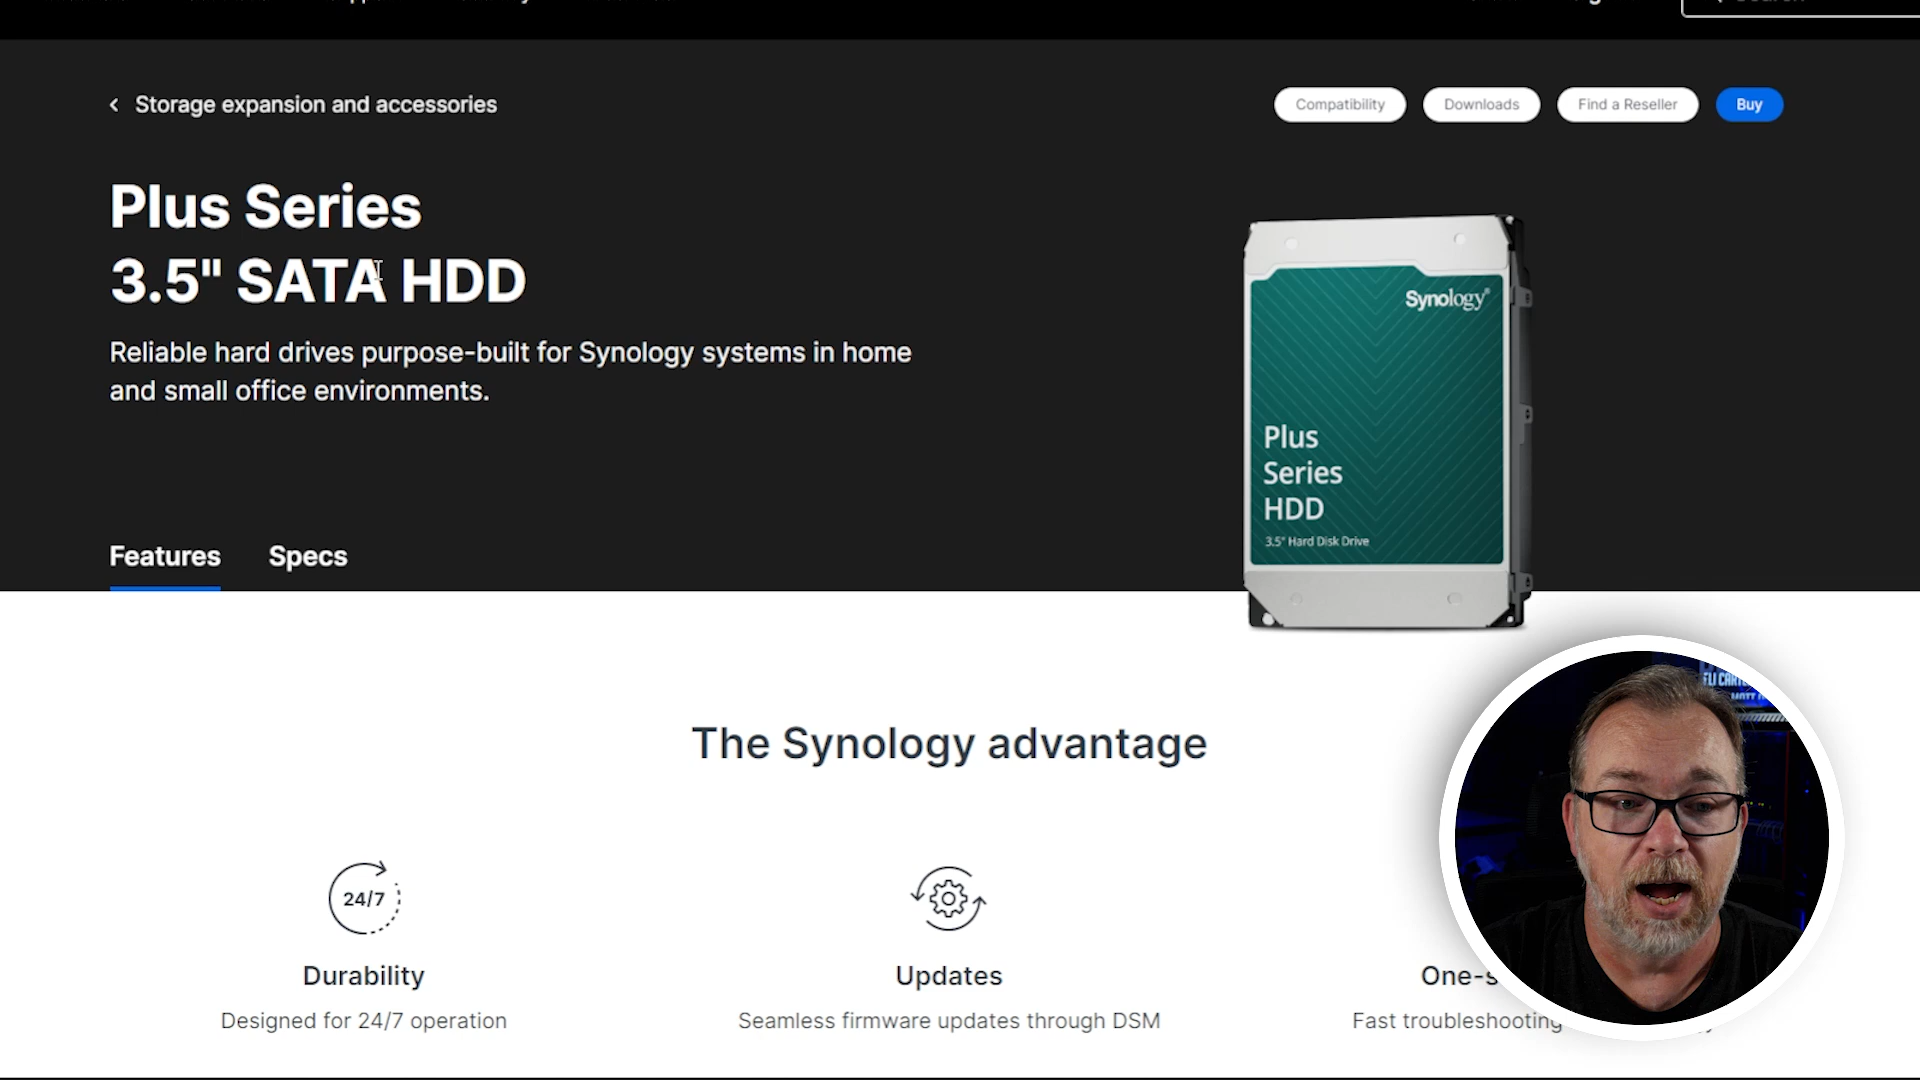 Storage expansion and accessories
Compatibility
Downloads
Find a Reseller
Buy
Plus Series
3.5" SATA HDD
Reliable hard drives purpose-built for Synology systems in home
and small office environments.
Synology®
Plus
Series
HDD
3.5" Hard Disk Drive
Features
Specs
The Synology advantage
24/7
Durability
Designed for 24/7 operation
Updates
Seamless firmware updates through DSM
One-s
Fast troubleshooting